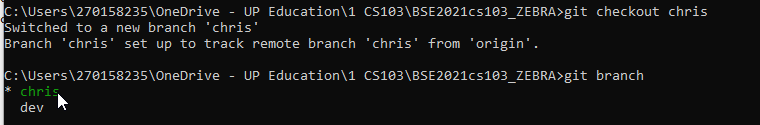 C:\Users\270158235\OneDrive - UP Education\1 CS103\BSE2021cs103_ZEBRA>git checkout chris
Switched to a new branch 'chris'
Branch 'chris' set up to track remote branch 'chris' from 'origin'.
C:\Users\270158235\OneDrive - UP Education\1 CS103\BSE2021cs103_ZEBRA>git branch
* chris
dev